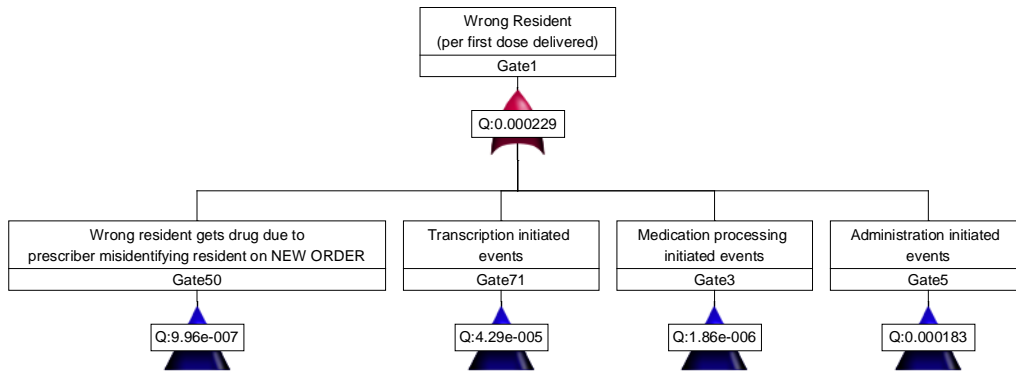 Wrong Resident
(per first dose delivered)
Gate1
Q:0.000229
Wrong resident gets drug due to
prescriber misidentifying resident on NEW ORDER
Gate50
Q:9.96e-007
Transcription initiated
events
Gate71
Q:4.29e-005
Medication processing
initiated events
Gate3
Q:1.86e-006
Administration initiated
events
Gate5
Q:0.000183